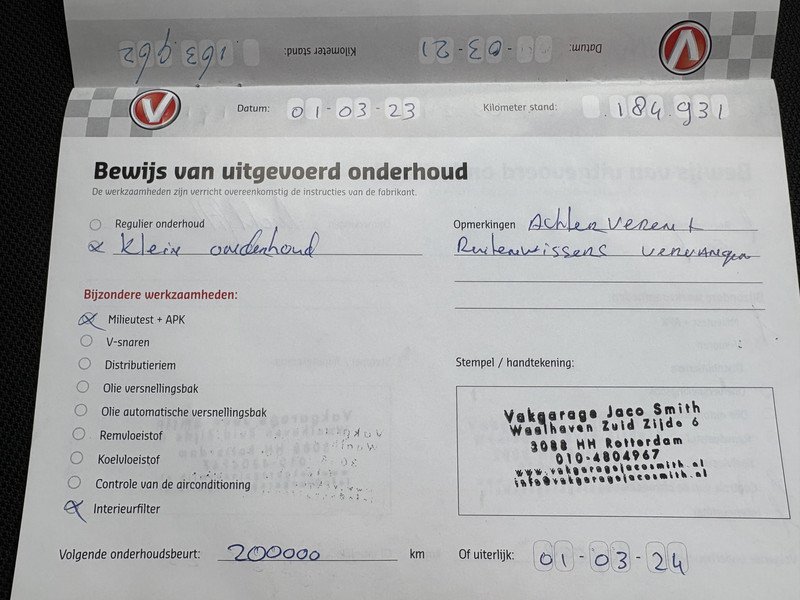 Kilometer stand: 163.962
Datum: -03-21
V
V
Datum: 01-03-23
Kilometer stand: .184.931
Bewijs van uitgevoerd onderhoud
De werkzaamheden zijn verricht overeenkomstig de instructies van de fabrikant.
Regulier onderhoud
Klein onderhoud
Opmerkingen Achter veren +
Ruitenwissers vervangen
Bijzondere werkzaamheden:
Milieutest + APK
V-snaren
Distributieriem
Olie versnellingsbak
Olie automatische versnellingsbak
Remvloeistof
Koelvloeistof
Controle van de airconditioning
Interieurfilter
Stempel / handtekening:
Vakgarage Jaco Smith
Waalhaven Zuid Zijde 6
3088 HH Rotterdam
010-4804967
www.vakgaragejacosmith.nl
info@vakgaragejacosmith.nl
Volgende onderhoudsbeurt: 200000 km
Of uiterlijk: 01-03-24